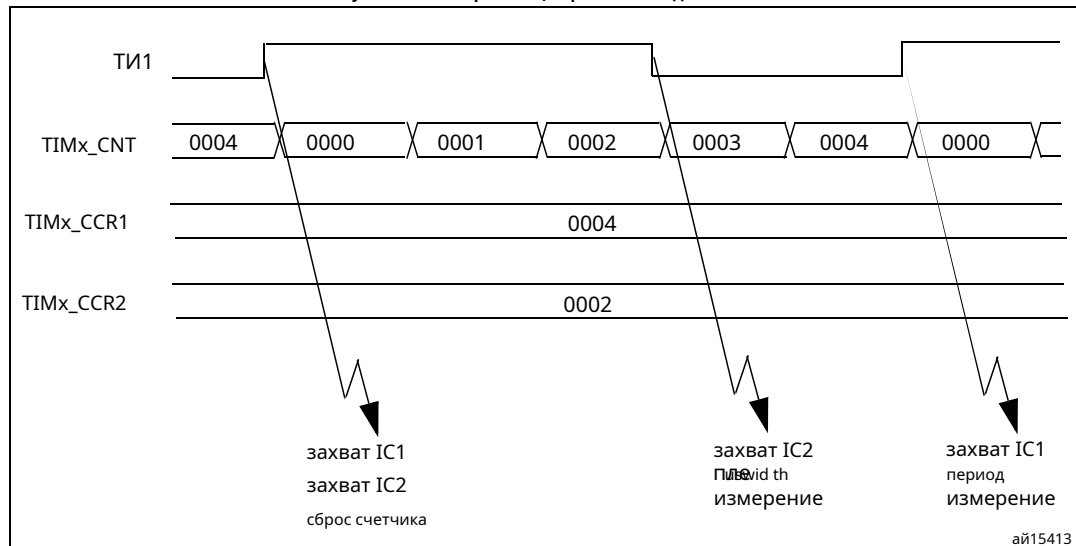 ТИ1
TIMx_CNT 0004 0000 0001 0002 0003 0004 0000
TIMx_CCR1 0004
TIMx_CCR2 0002
захват IC1
захват IC2
сброс счетчика
захват IC2
измерение
захват IC1
период
измерение
ай15413